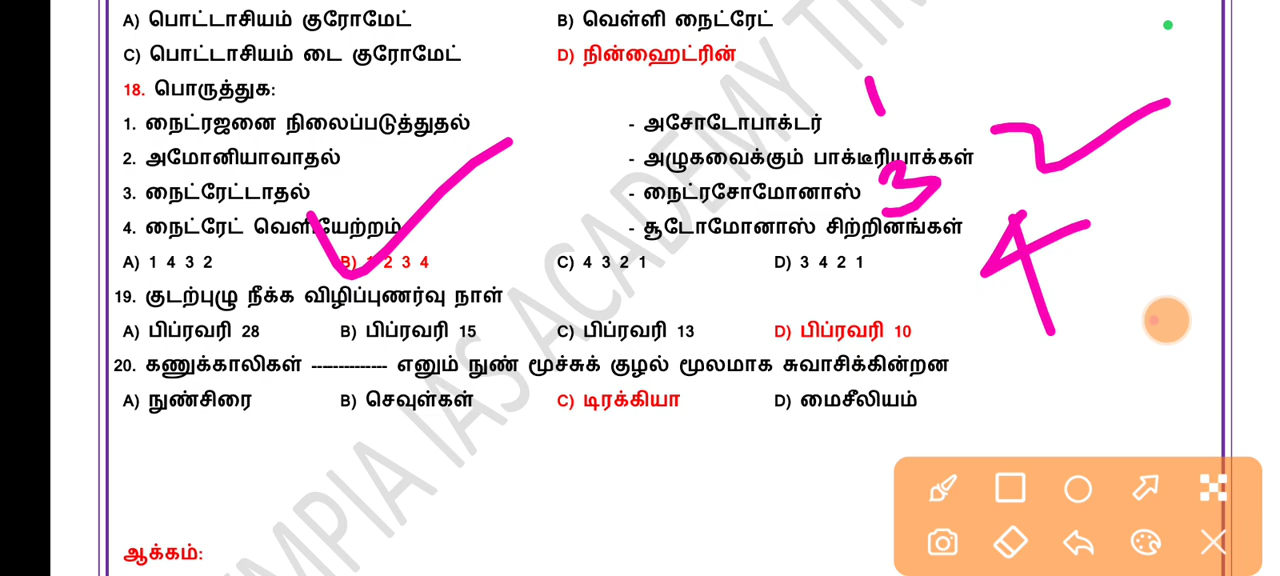 A) பொட்டாசியம் குரோமேட் B) வெள்ளி நைட்ரேட்
C) பொட்டாசியம் டை குரோமேட் D) நின்ஹைட்ரின்
18. பொருத்துக:
1. நைட்ரஜனை நிலைப்படுத்துதல் - அசோடோபாக்டர் 1
2. அமோனியாவாதல் - அழுகவைக்கும் பாக்டீரியாக்கள் 2
3. நைட்ரேட்டாதல் - நைட்ரசோமோனாஸ் 3
4. நைட்ரேட் வெளியேற்றம் - சூடோமோனாஸ் சிற்றினங்கள் 4
A) 1 4 3 2 B) 1 2 3 4 C) 4 3 2 1 D) 3 4 2 1
19. குடற்புழு நீக்க விழிப்புணர்வு நாள்
A) பிப்ரவரி 28 B) பிப்ரவரி 15 C) பிப்ரவரி 13 D) பிப்ரவரி 10
20. கணுக்காலிகள் -------------- எனும் நுண் மூச்சுக் குழல் மூலமாக சுவாசிக்கின்றன
A) நுண்சிரை B) செவுள்கள் C) டிரக்கியா D) மைசீலியம்
ஆக்கம்:
IAS ACADEMY